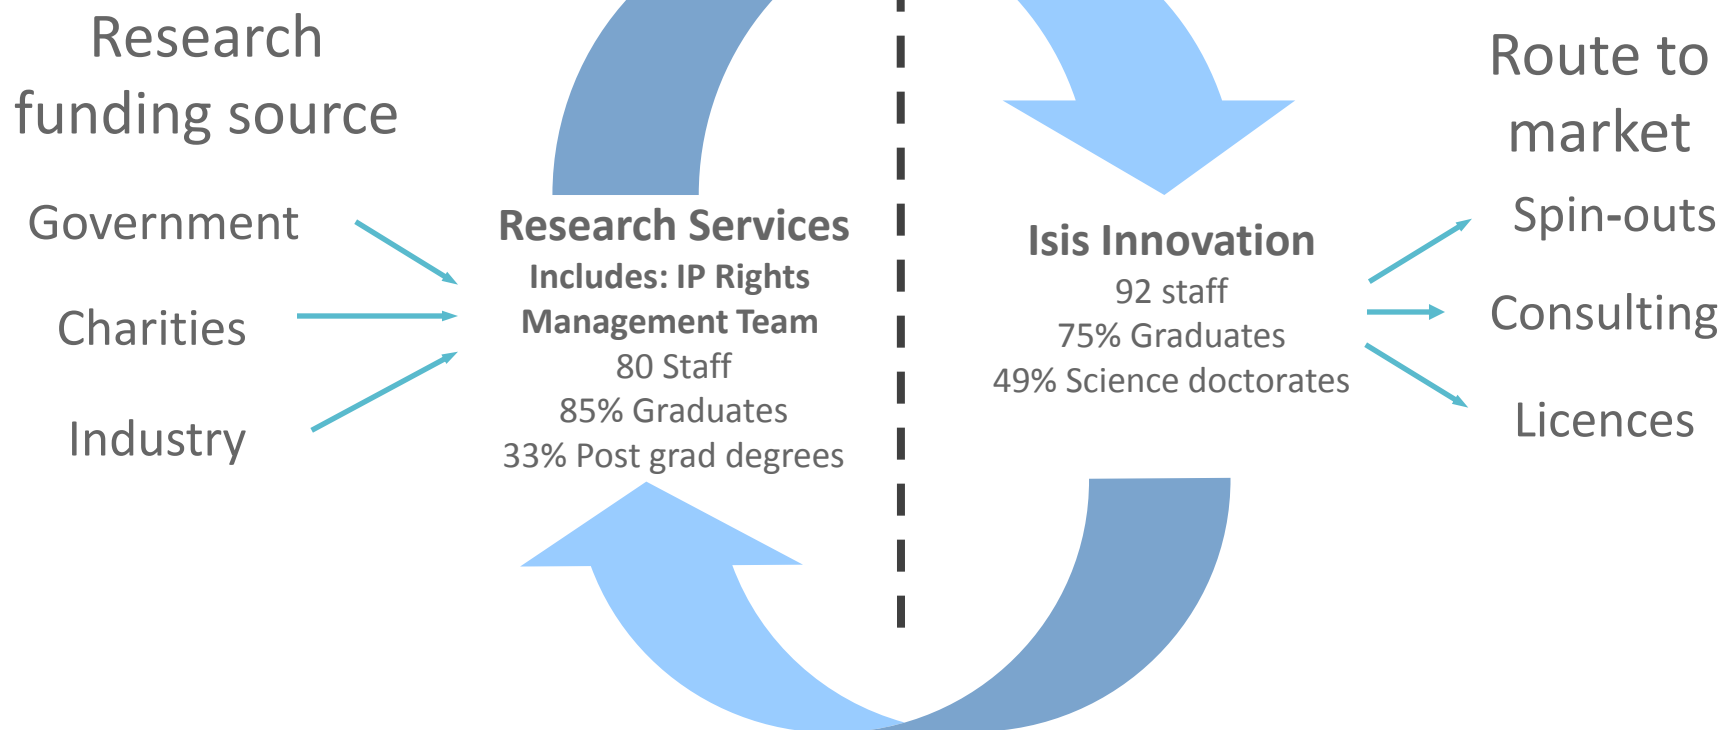 Research
funding source
Government
Charities
Industry
Research Services
Includes: IP Rights
Management Team
80 Staff
85% Graduates
33% Post grad degrees
Isis Innovation
92 staff
75% Graduates
49% Science doctorates
Route to
market
Spin-outs
Consulting
Licences